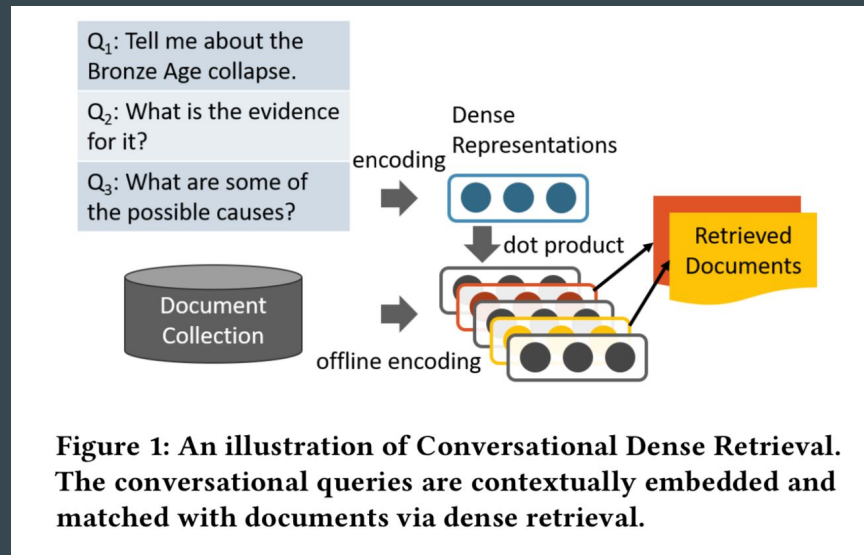 Q₁: Tell me about the
Bronze Age collapse.
Q₂: What is the evidence
for it?
Q₃: What are some of
the possible causes?
encoding
Dense
Representations
dot product
Retrieved
Documents
Document
Collection
offline encoding
Figure 1: An illustration of Conversational Dense Retrieval.
The conversational queries are contextually embedded and
matched with documents via dense retrieval.